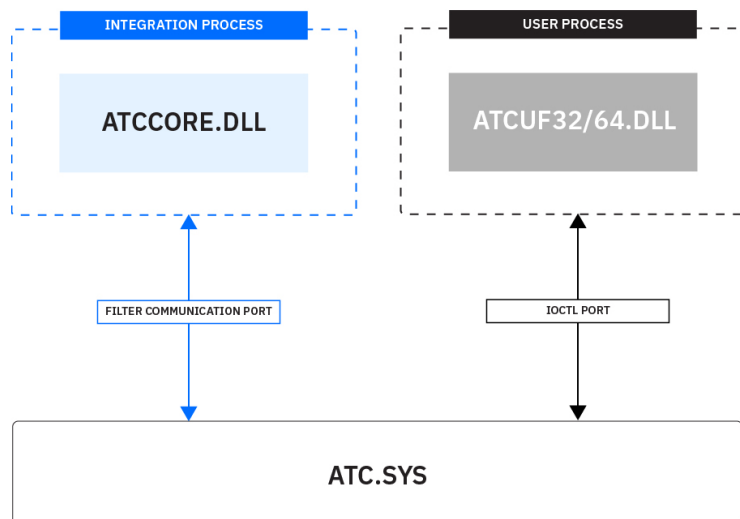 INTEGRATION PROCESS
USER PROCESS
ATCCORE.DLL
ATCUF32/64.DLL
FILTER COMMUNICATION PORT
IOCTL PORT
ATC.SYS